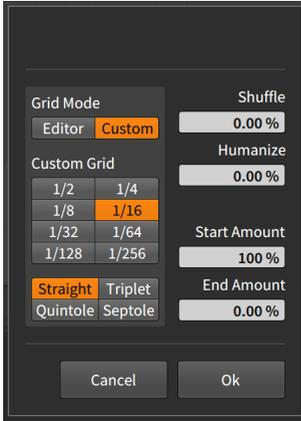 Grid Mode
Editor Custom
Custom Grid
1/2 1/4
1/8 1/16
1/32 1/64
1/128 1/256
Straight Triplet
Quintole Septole
Shuffle
0.00 %
Humanize
0.00 %
Start Amount
100 %
End Amount
0.00 %
Cancel Ok